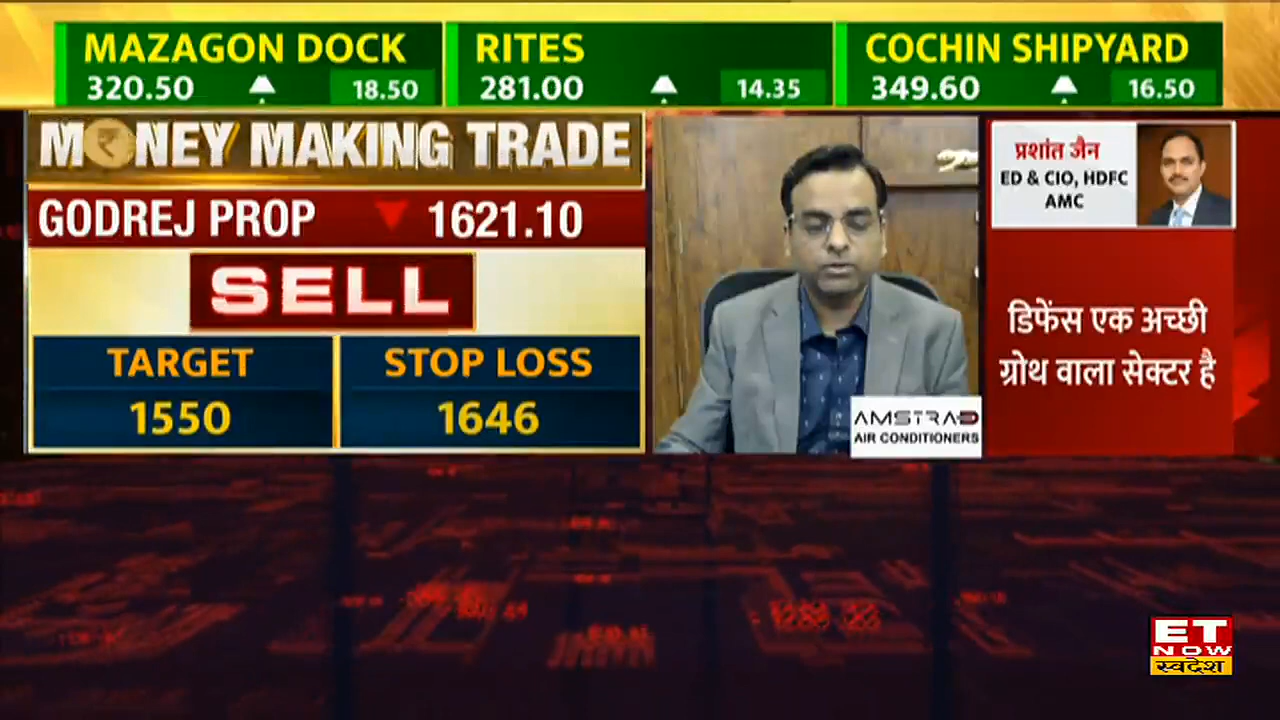 MAZAGON DOCK
320.50 18.50
RITES
281.00 14.35
COCHIN SHIPYARD
349.60 16.50
M₹NEY MAKING TRADE
GODREJ PROP 1621.10
SELL
TARGET
1550
STOP LOSS
1646
AMSTRAD
AIR CONDITIONERS
प्रशांत जैन
ED & CIO, HDFC
AMC
डिफेंस एक अच्छी
ग्रोथ वाला सेक्टर है
ET
NOW
स्वदेश